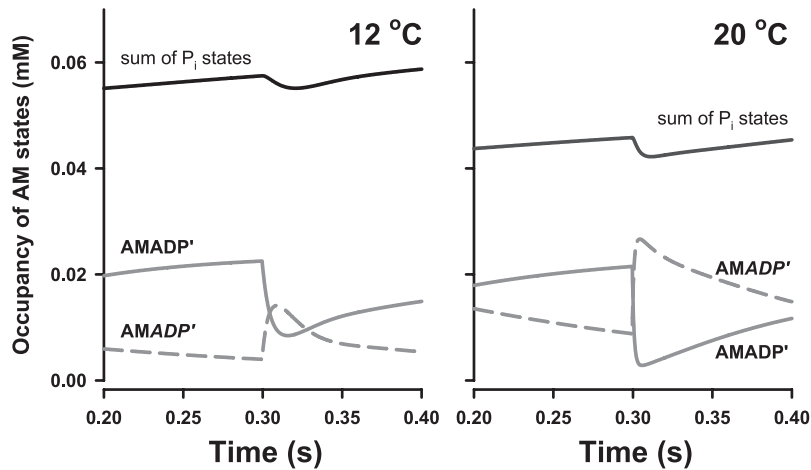 12 °C
20 °C
Occupancy of AM states (mM)
0.06
0.04
0.02
0.00
sum of Pi states
AMADP'
AMADP'
sum of Pi states
AMADP'
AMADP'
0.20 0.25 0.30 0.35 0.40
0.20 0.25 0.30 0.35 0.40
Time (s)
Time (s)